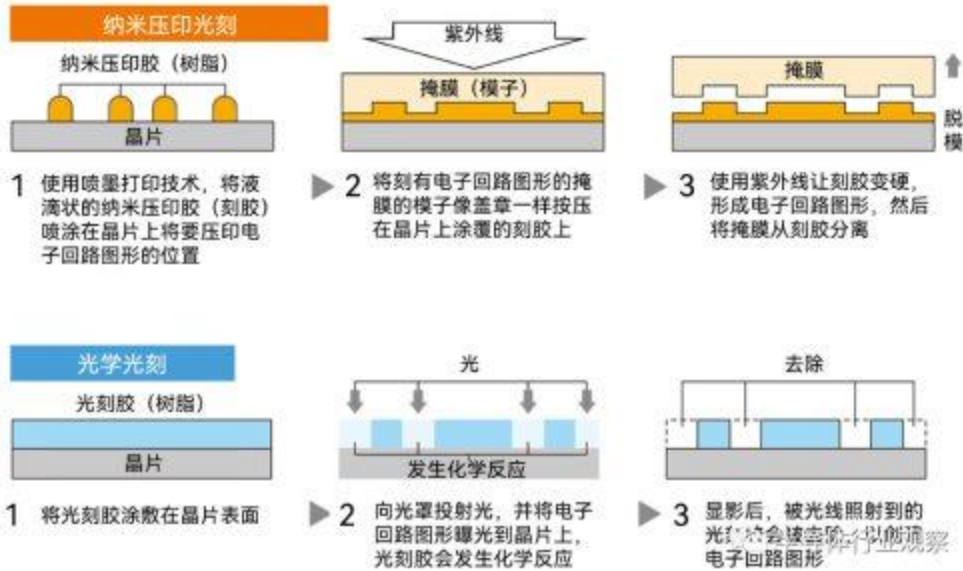 纳米压印光刻
纳米压印胶（树脂）
晶片
紫外线
掩膜（模子）
掩膜
脱
模
1 使用喷墨打印技术，将液
滴状的纳米压印胶（刻胶）
喷涂在晶片上将要压印电
子回路图形的位置
2 将刻有电子回路图形的掩
膜的模子像盖章一样按压
在晶片上涂覆的刻胶上
3 使用紫外线让刻胶变硬，
形成电子回路图形，然后
将掩膜从刻胶分离
光学光刻
光刻胶（树脂）
晶片
光
发生化学反应
去除
1 将光刻胶涂敷在晶片表面
2 向光罩投射光，并将电子
回路图形曝光到晶片上，
光刻胶会发生化学反应
3 显影后，被光线照射到的
电子回路图形
行业观察